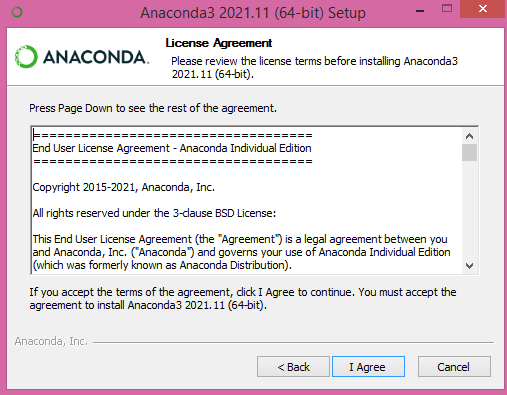 Anaconda3 2021.11 (64-bit) Setup
ANACONDA.
License Agreement
Please review the license terms before installing Anaconda3
2021.11 (64-bit).
Press Page Down to see the rest of the agreement.
===================================
End User License Agreement - Anaconda Individual Edition
===================================
Copyright 2015-2021, Anaconda, Inc.
All rights reserved under the 3-clause BSD License:
This End User License Agreement (the "Agreement") is a legal agreement between you
and Anaconda, Inc. ("Anaconda") and governs your use of Anaconda Individual Edition
(which was formerly known as Anaconda Distribution).
If you accept the terms of the agreement, click I Agree to continue. You must accept the
agreement to install Anaconda3 2021.11 (64-bit).
Anaconda, Inc.
< Back
I Agree
Cancel